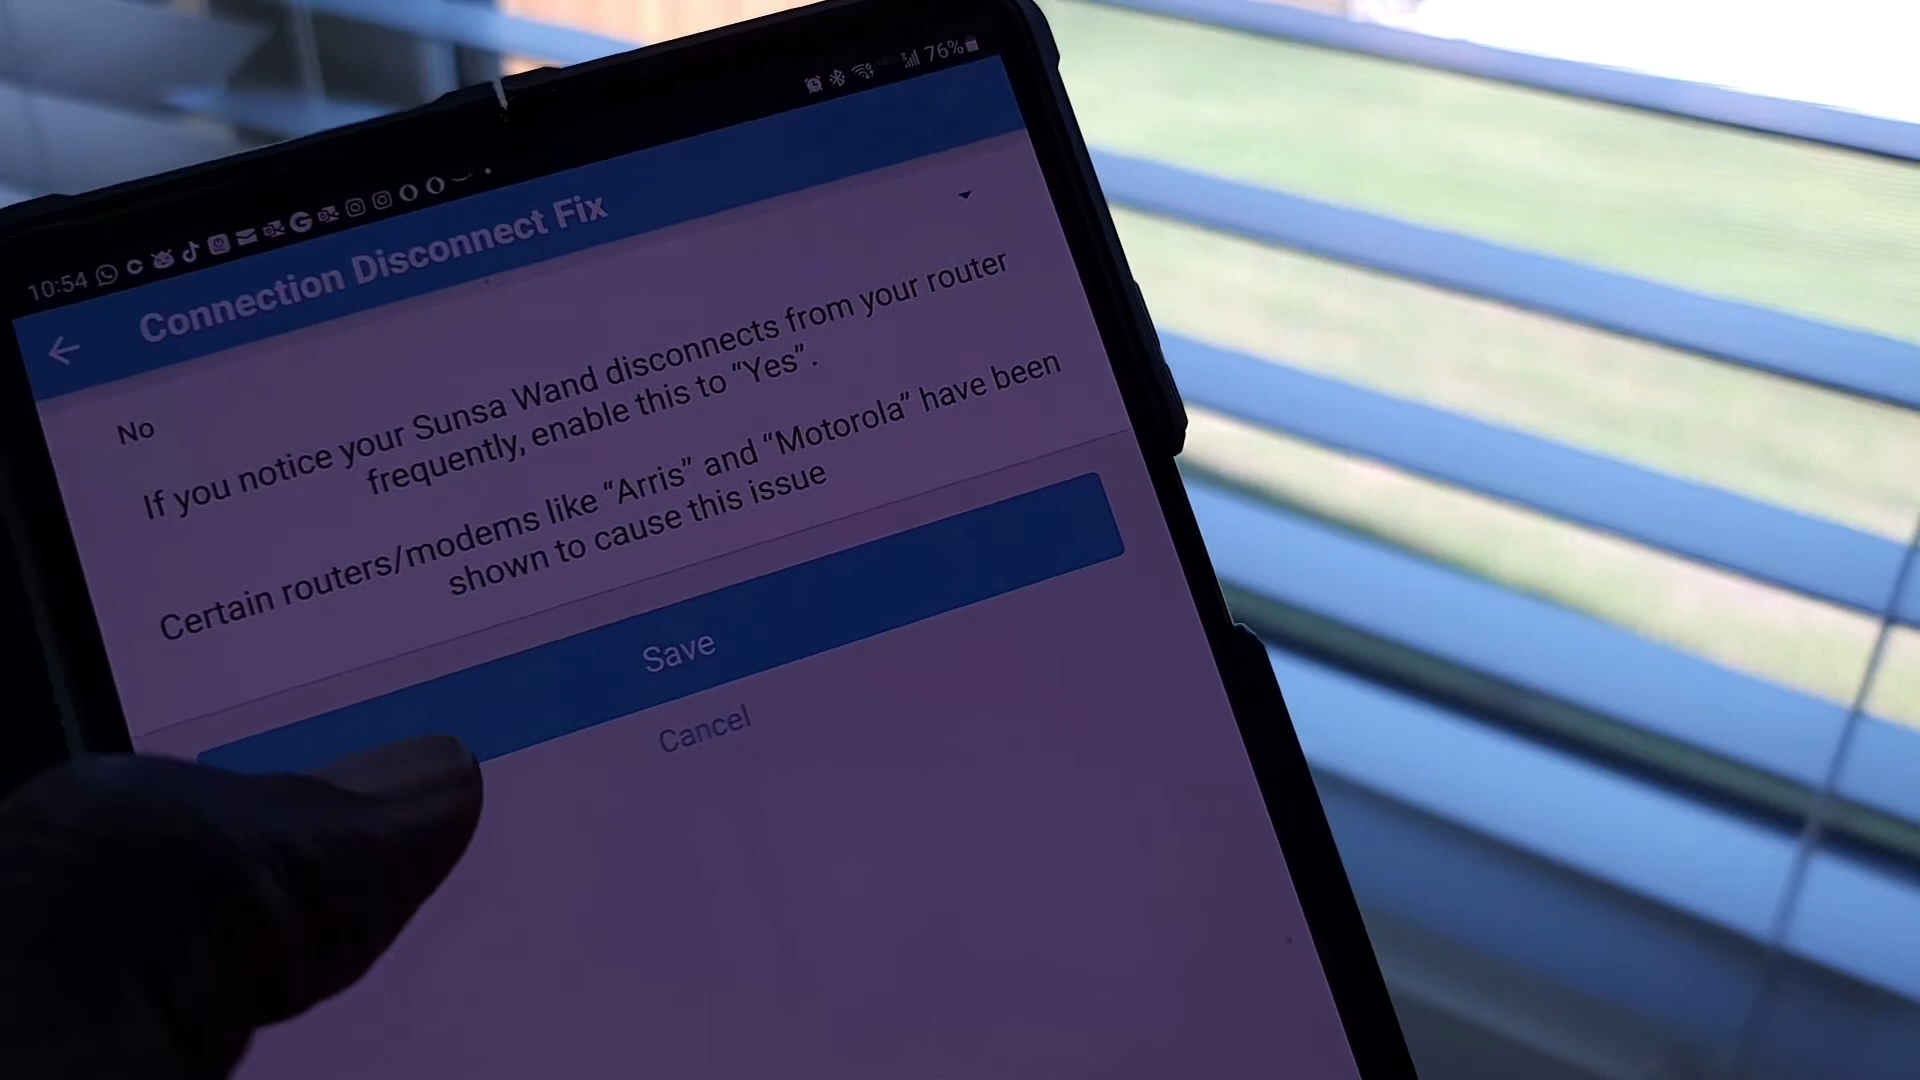 10:54
76%
Connection Disconnect Fix
No
If you notice your Sunsa Wand disconnects from your router
frequently, enable this to “Yes”.
Certain routers/modems like “Arris” and “Motorola” have been
shown to cause this issue
Save
Cancel